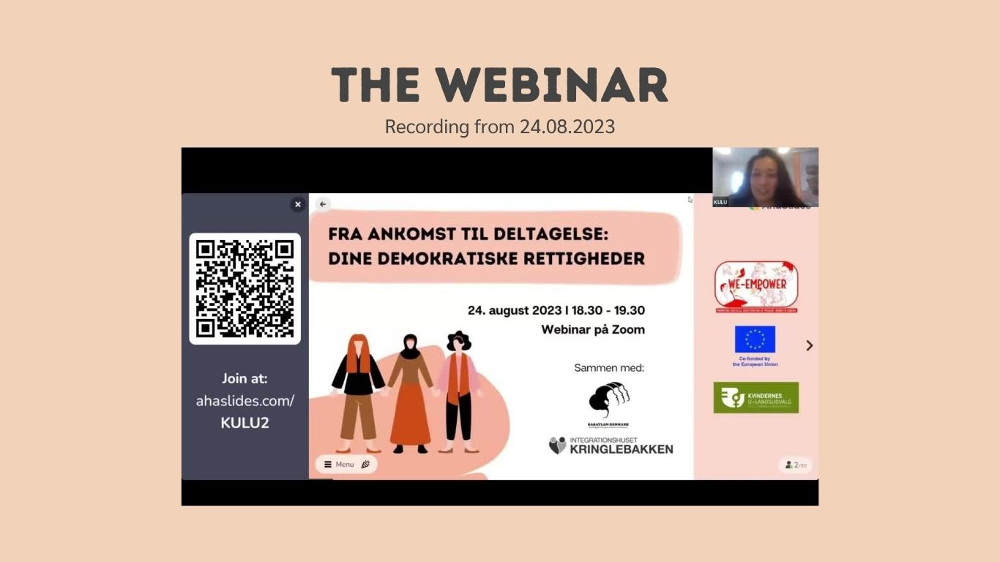 THE WEBINAR
Recording from 24.08.2023
KULU
FRA ANKOMST TIL DELTAGELSE:
DINE DEMOKRATISKE RETTIGHEDER
24. august 2023 I 18.30 - 19.30
Webinar på Zoom
Sammen med:
BABAYLAN-DENMARK
INTEGRATIONSHUSET
KRINGLEBAKKEN
Join at:
ahaslides.com/
KULU2
Menu
WE-EMPOWER
Co-funded by
the European Union
KVINDERNES
U-LANDSUDVALG
2/50